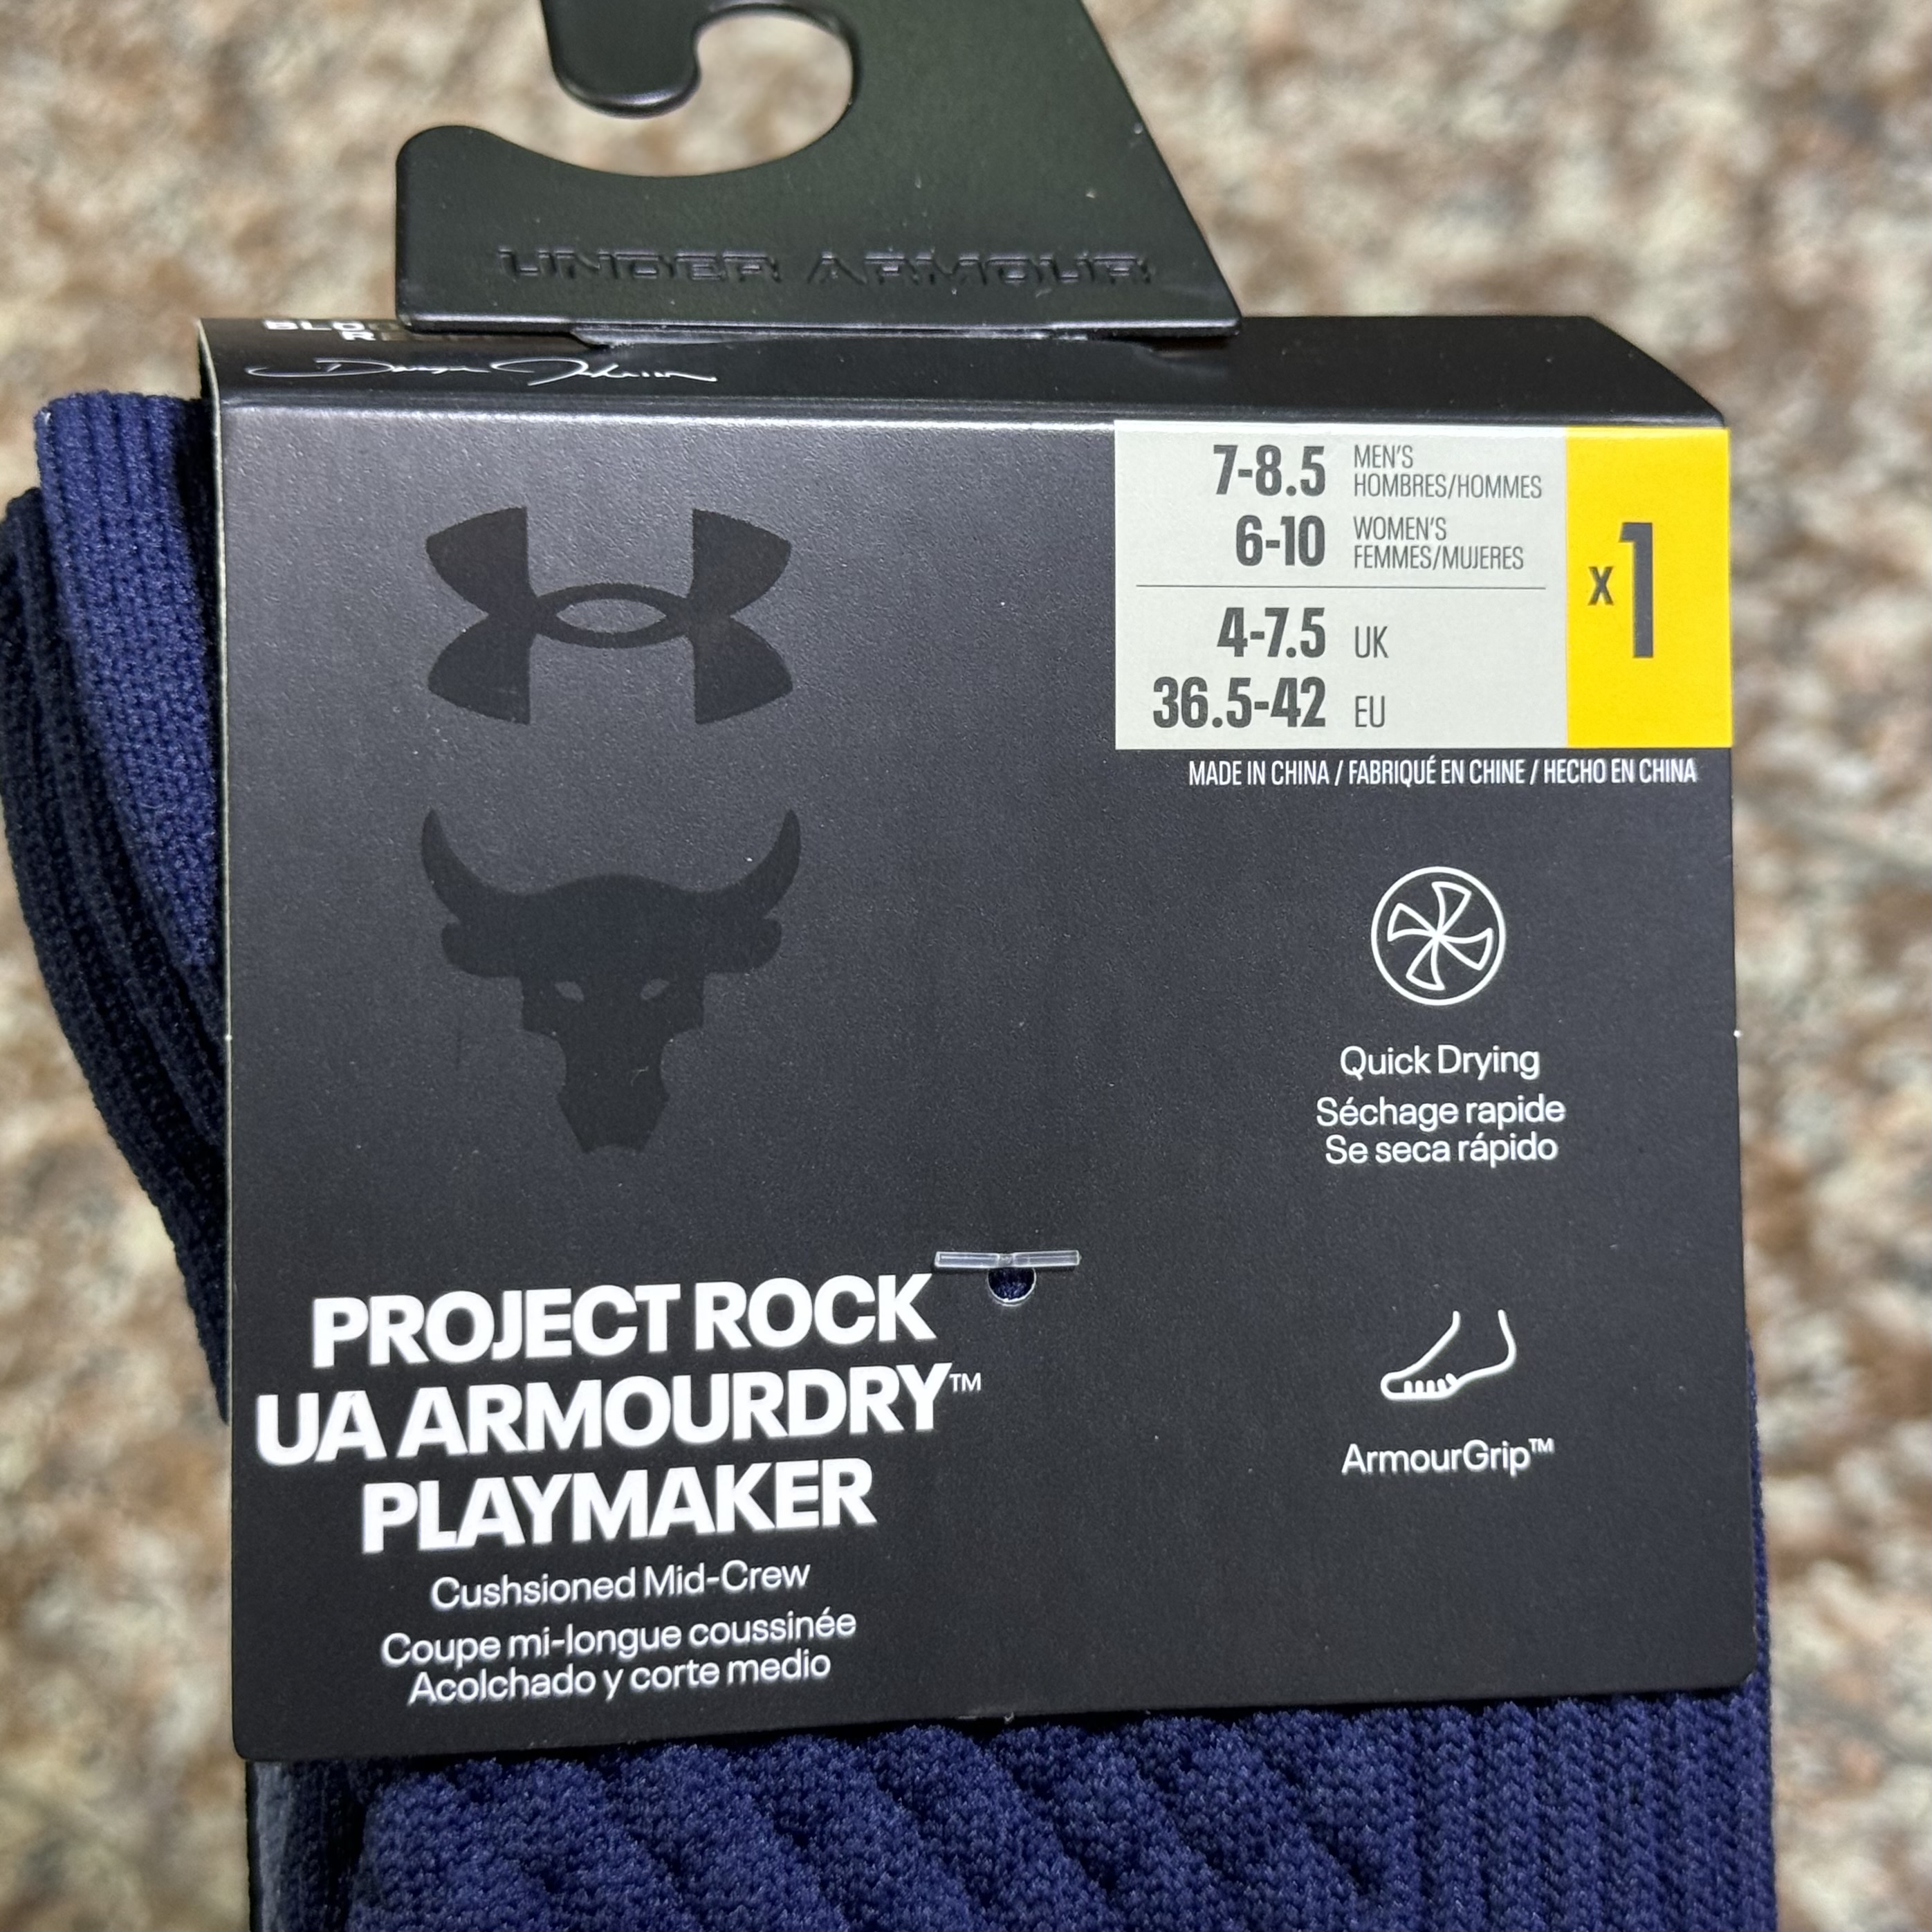 UNDER ARMOUR
Dwayne Johnson
7-8.5 MEN'S
HOMBRES/HOMMES
6-10 WOMEN'S
FEMMES/MUJERES
4-7.5 UK
36.5-42 EU
x1
MADE IN CHINA / FABRIQUÉ EN CHINE / HECHO EN CHINA
Quick Drying
Séchage rapide
Se seca rápido
PROJECT ROCK
UA ARMOURDRY™
PLAYMAKER
Cushsioned Mid-Crew
Coupe mi-longue coussinée
Acolchado y corte medio
ArmourGrip™